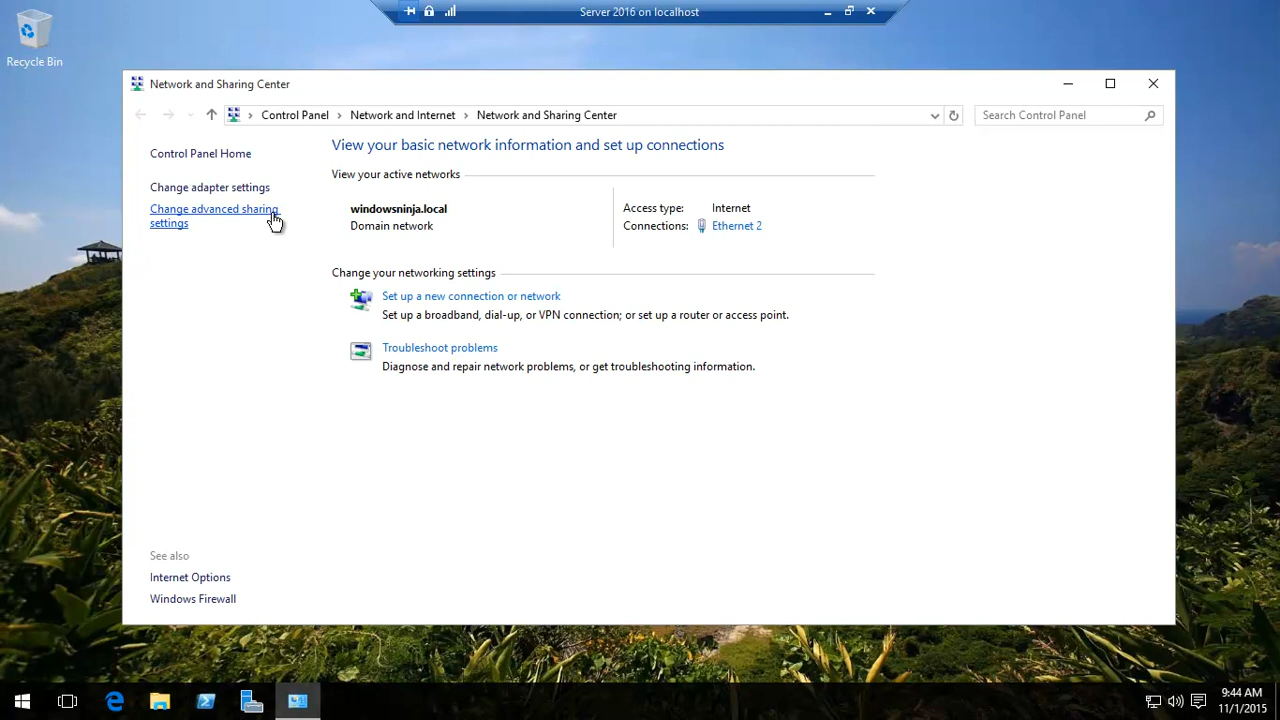 Server 2016 on localhost
Recycle Bin
Network and Sharing Center
Control Panel
Network and Internet
Network and Sharing Center
Search Control Panel
Control Panel Home
Change adapter settings
Change advanced sharing
settings
View your basic network information and set up connections
View your active networks
windowsninja.local
Domain network
Access type: Internet
Connections: Ethernet 2
Change your networking settings
Set up a new connection or network
Set up a broadband, dial-up, or VPN connection; or set up a router or access point.
Troubleshoot problems
Diagnose and repair network problems, or get troubleshooting information.
See also
Internet Options
Windows Firewall
9:44 AM
11/1/2015